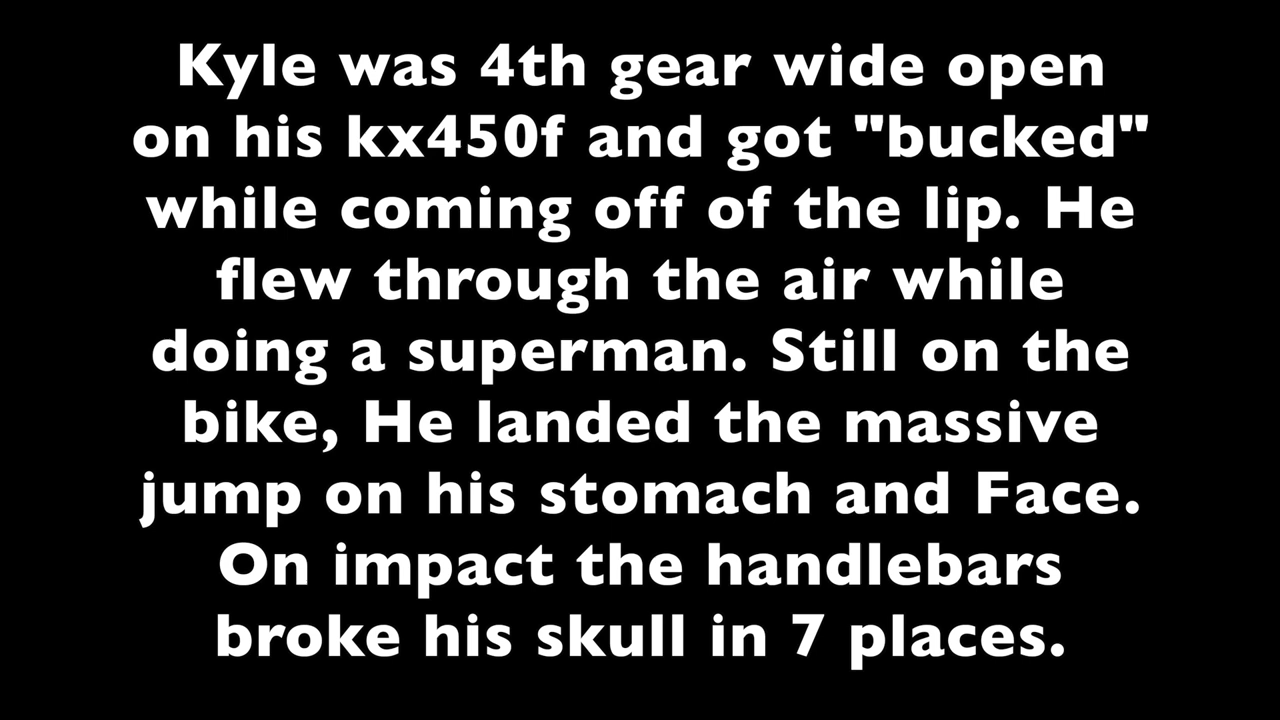 Kyle was 4th gear wide open
on his kx450f and got "bucked"
while coming off of the lip. He
flew through the air while
doing a superman. Still on the
bike, He landed the massive
jump on his stomach and Face.
On impact the handlebars
broke his skull in 7 places.